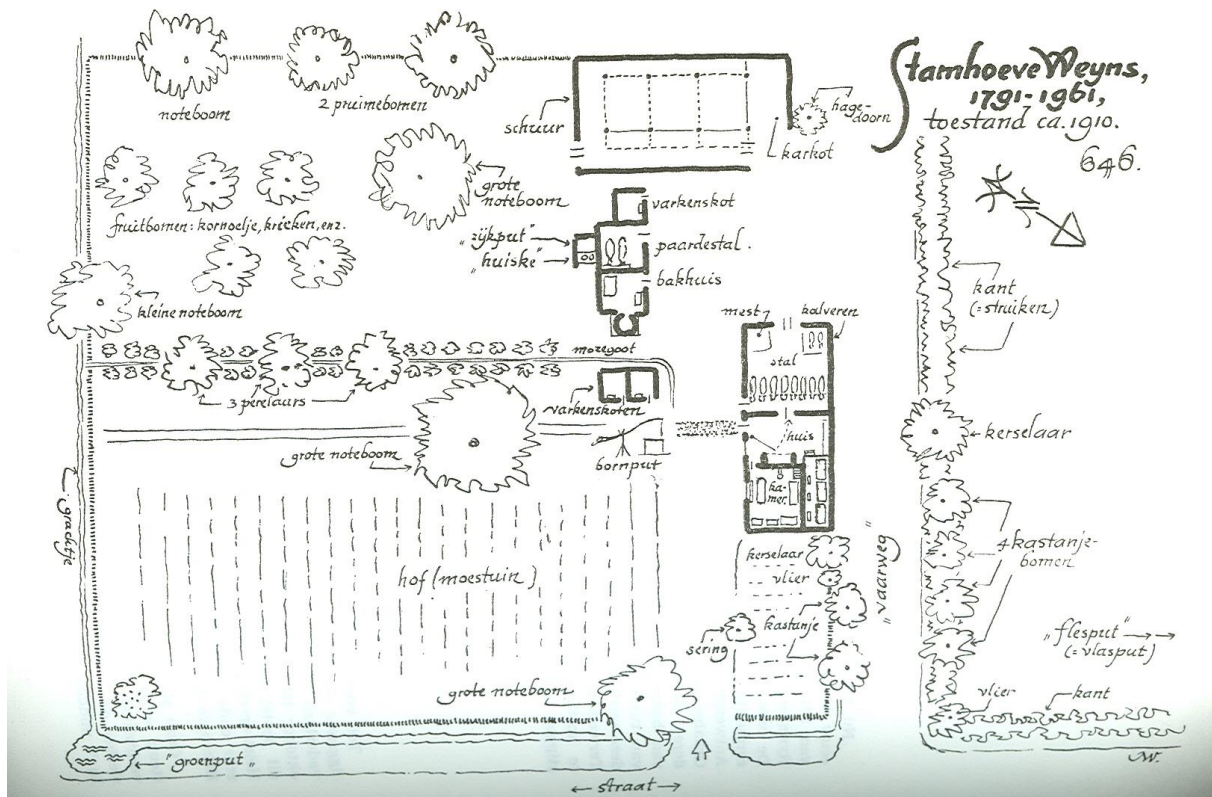 Stamhoeve Weyns,
1791-1961,
toestand ca. 1910.
646.
noteboom
2 pruimebomen
schuur
hage-
doorn
karkot
grote
noteboom
varkenskot
fruitbomen: kornoelje, krieken, enz.
"zijkput"
"huiske"
paardestal.
bakhuis
kant
(= struiken)
kleine noteboom
mest
kalveren
stal
mozegoot
3 perelaars
varkenskoten
grote noteboom
bornput
huis
ka-
mer
kerselaar
grachtje
hof (moestuin)
kerselaar
vlier
kastanje
sering
"vaarweg"
4 kastanje-
bomen
"flesput"
(= vlasput)
grote noteboom
vlier
kant
"groenput"
straat
JW.